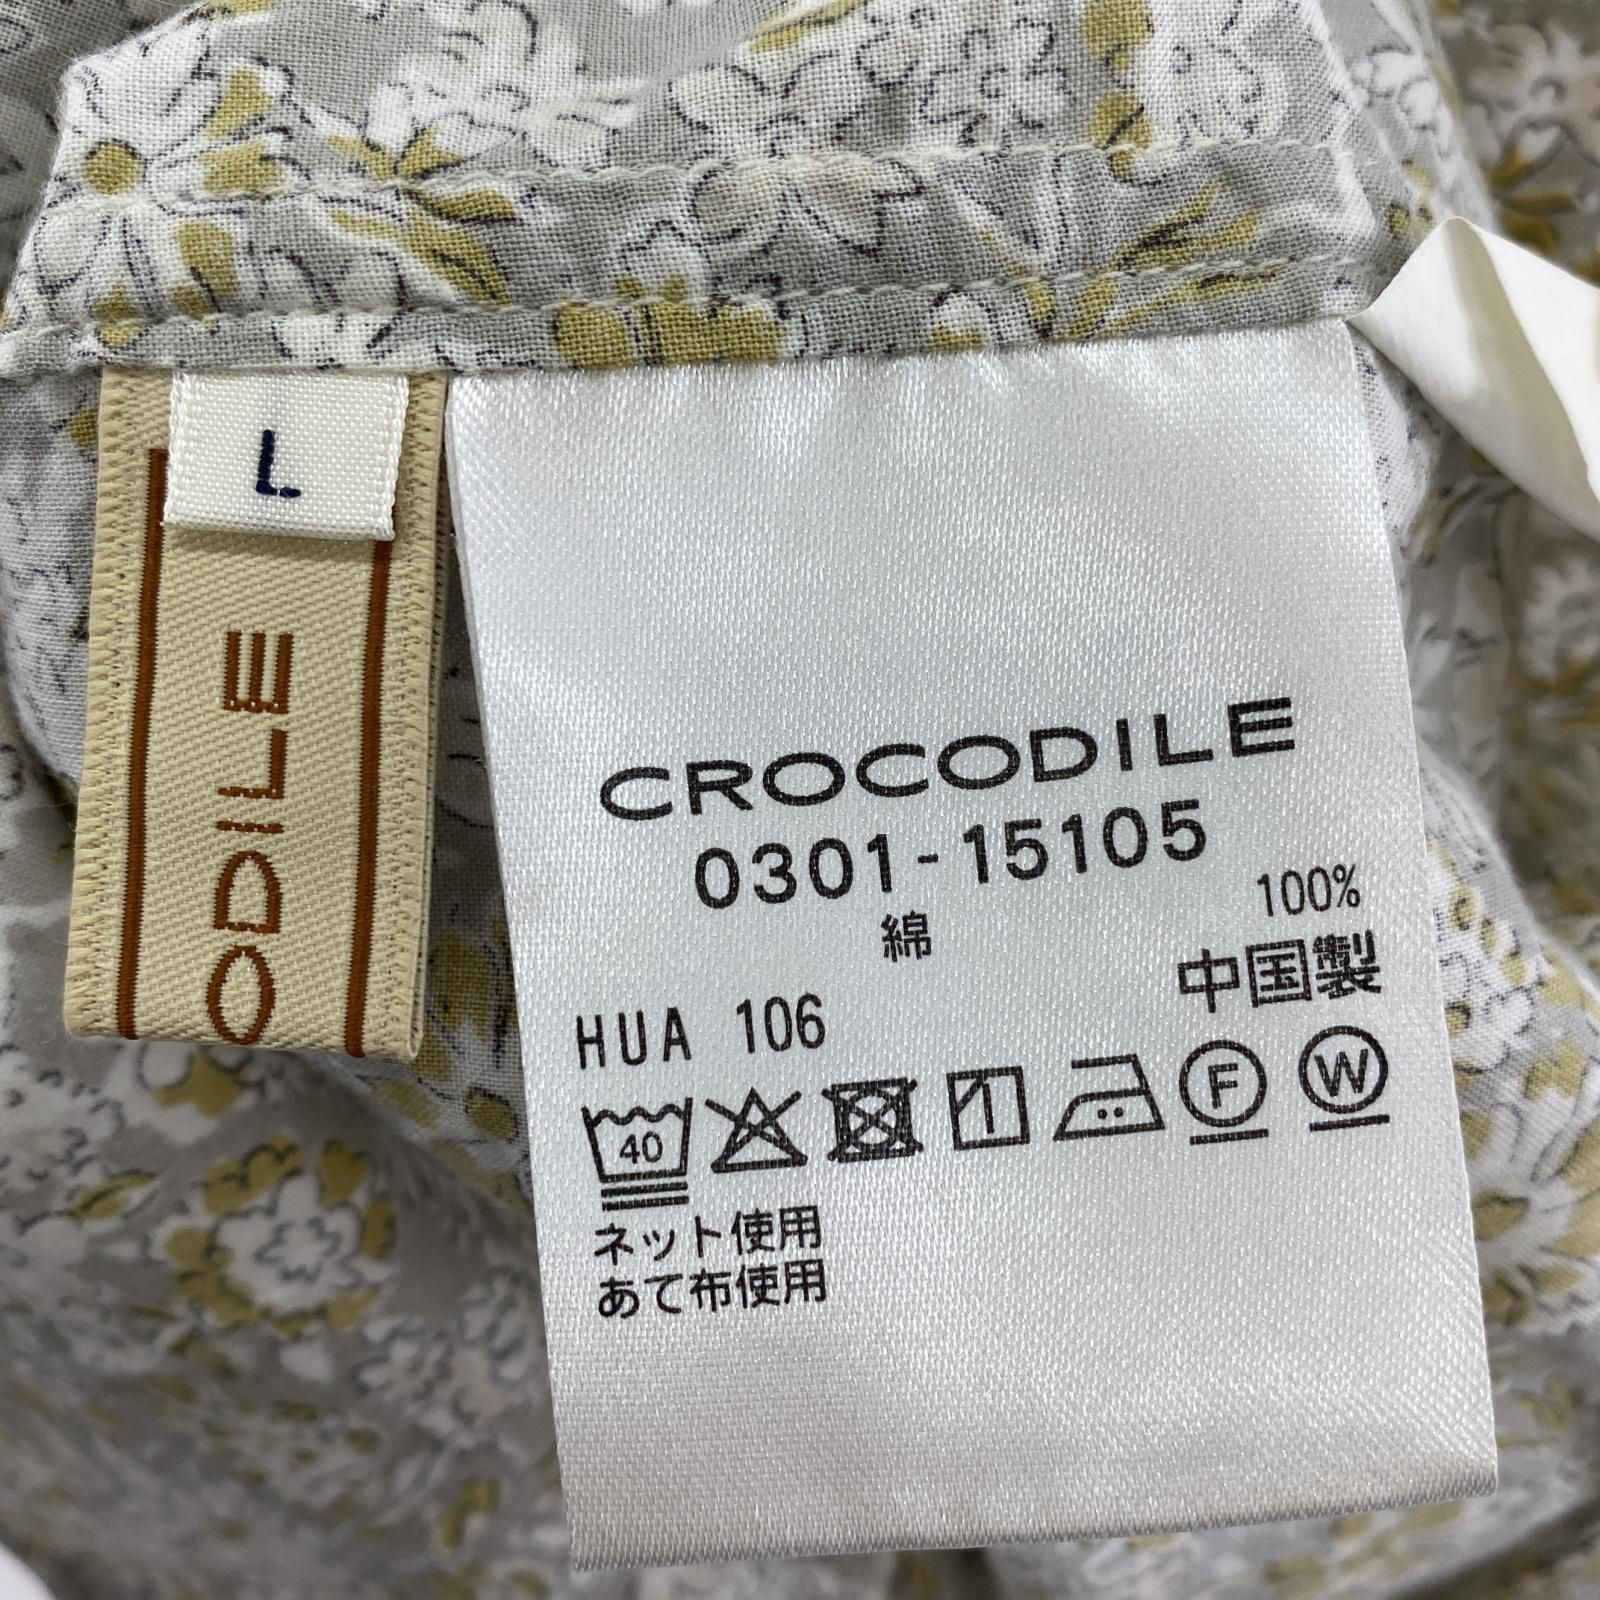 L
ODILE
CROCODILE
0301-15105
綿 100%
中国製
HUA 106
40 1 F W
ネット使用
あて布使用